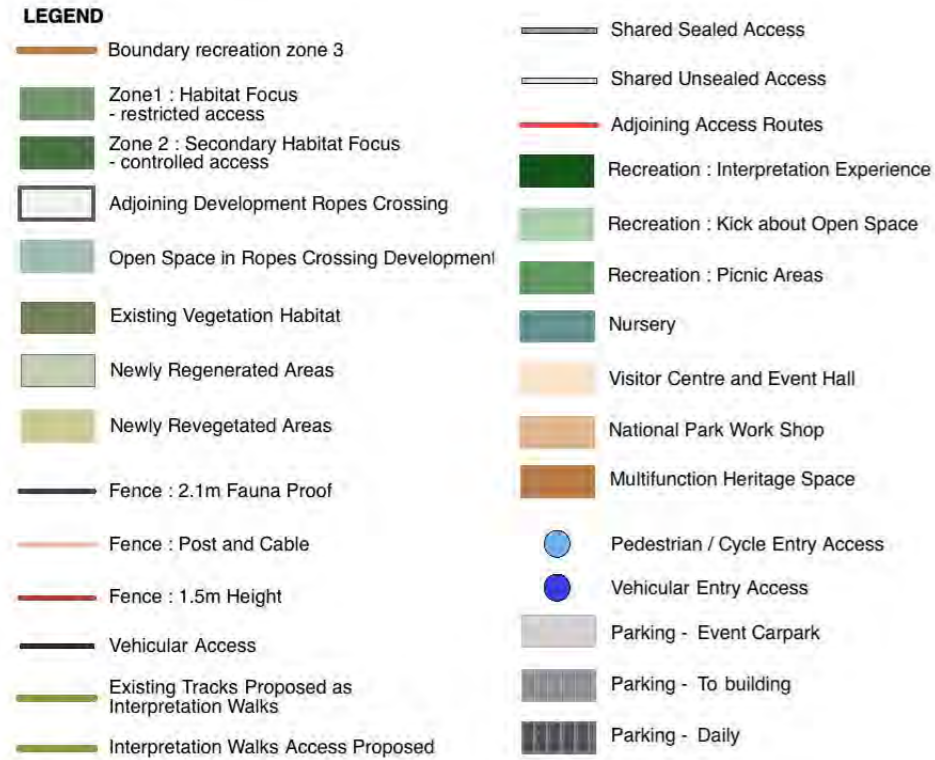 LEGEND
Boundary recreation zone 3
Zone1 : Habitat Focus
- restricted access
Zone 2 : Secondary Habitat Focus
- controlled access
Adjoining Development Ropes Crossing
Open Space in Ropes Crossing Development
Existing Vegetation Habitat
Newly Regenerated Areas
Newly Revegetated Areas
Fence : 2.1m Fauna Proof
Fence : Post and Cable
Fence : 1.5m Height
Vehicular Access
Existing Tracks Proposed as
Interpretation Walks
Interpretation Walks Access Proposed
Shared Sealed Access
Shared Unsealed Access
Adjoining Access Routes
Recreation : Interpretation Experience
Recreation : Kick about Open Space
Recreation : Picnic Areas
Nursery
Visitor Centre and Event Hall
National Park Work Shop
Multifunction Heritage Space
Pedestrian / Cycle Entry Access
Vehicular Entry Access
Parking - Event Carpark
Parking - To building
Parking - Daily